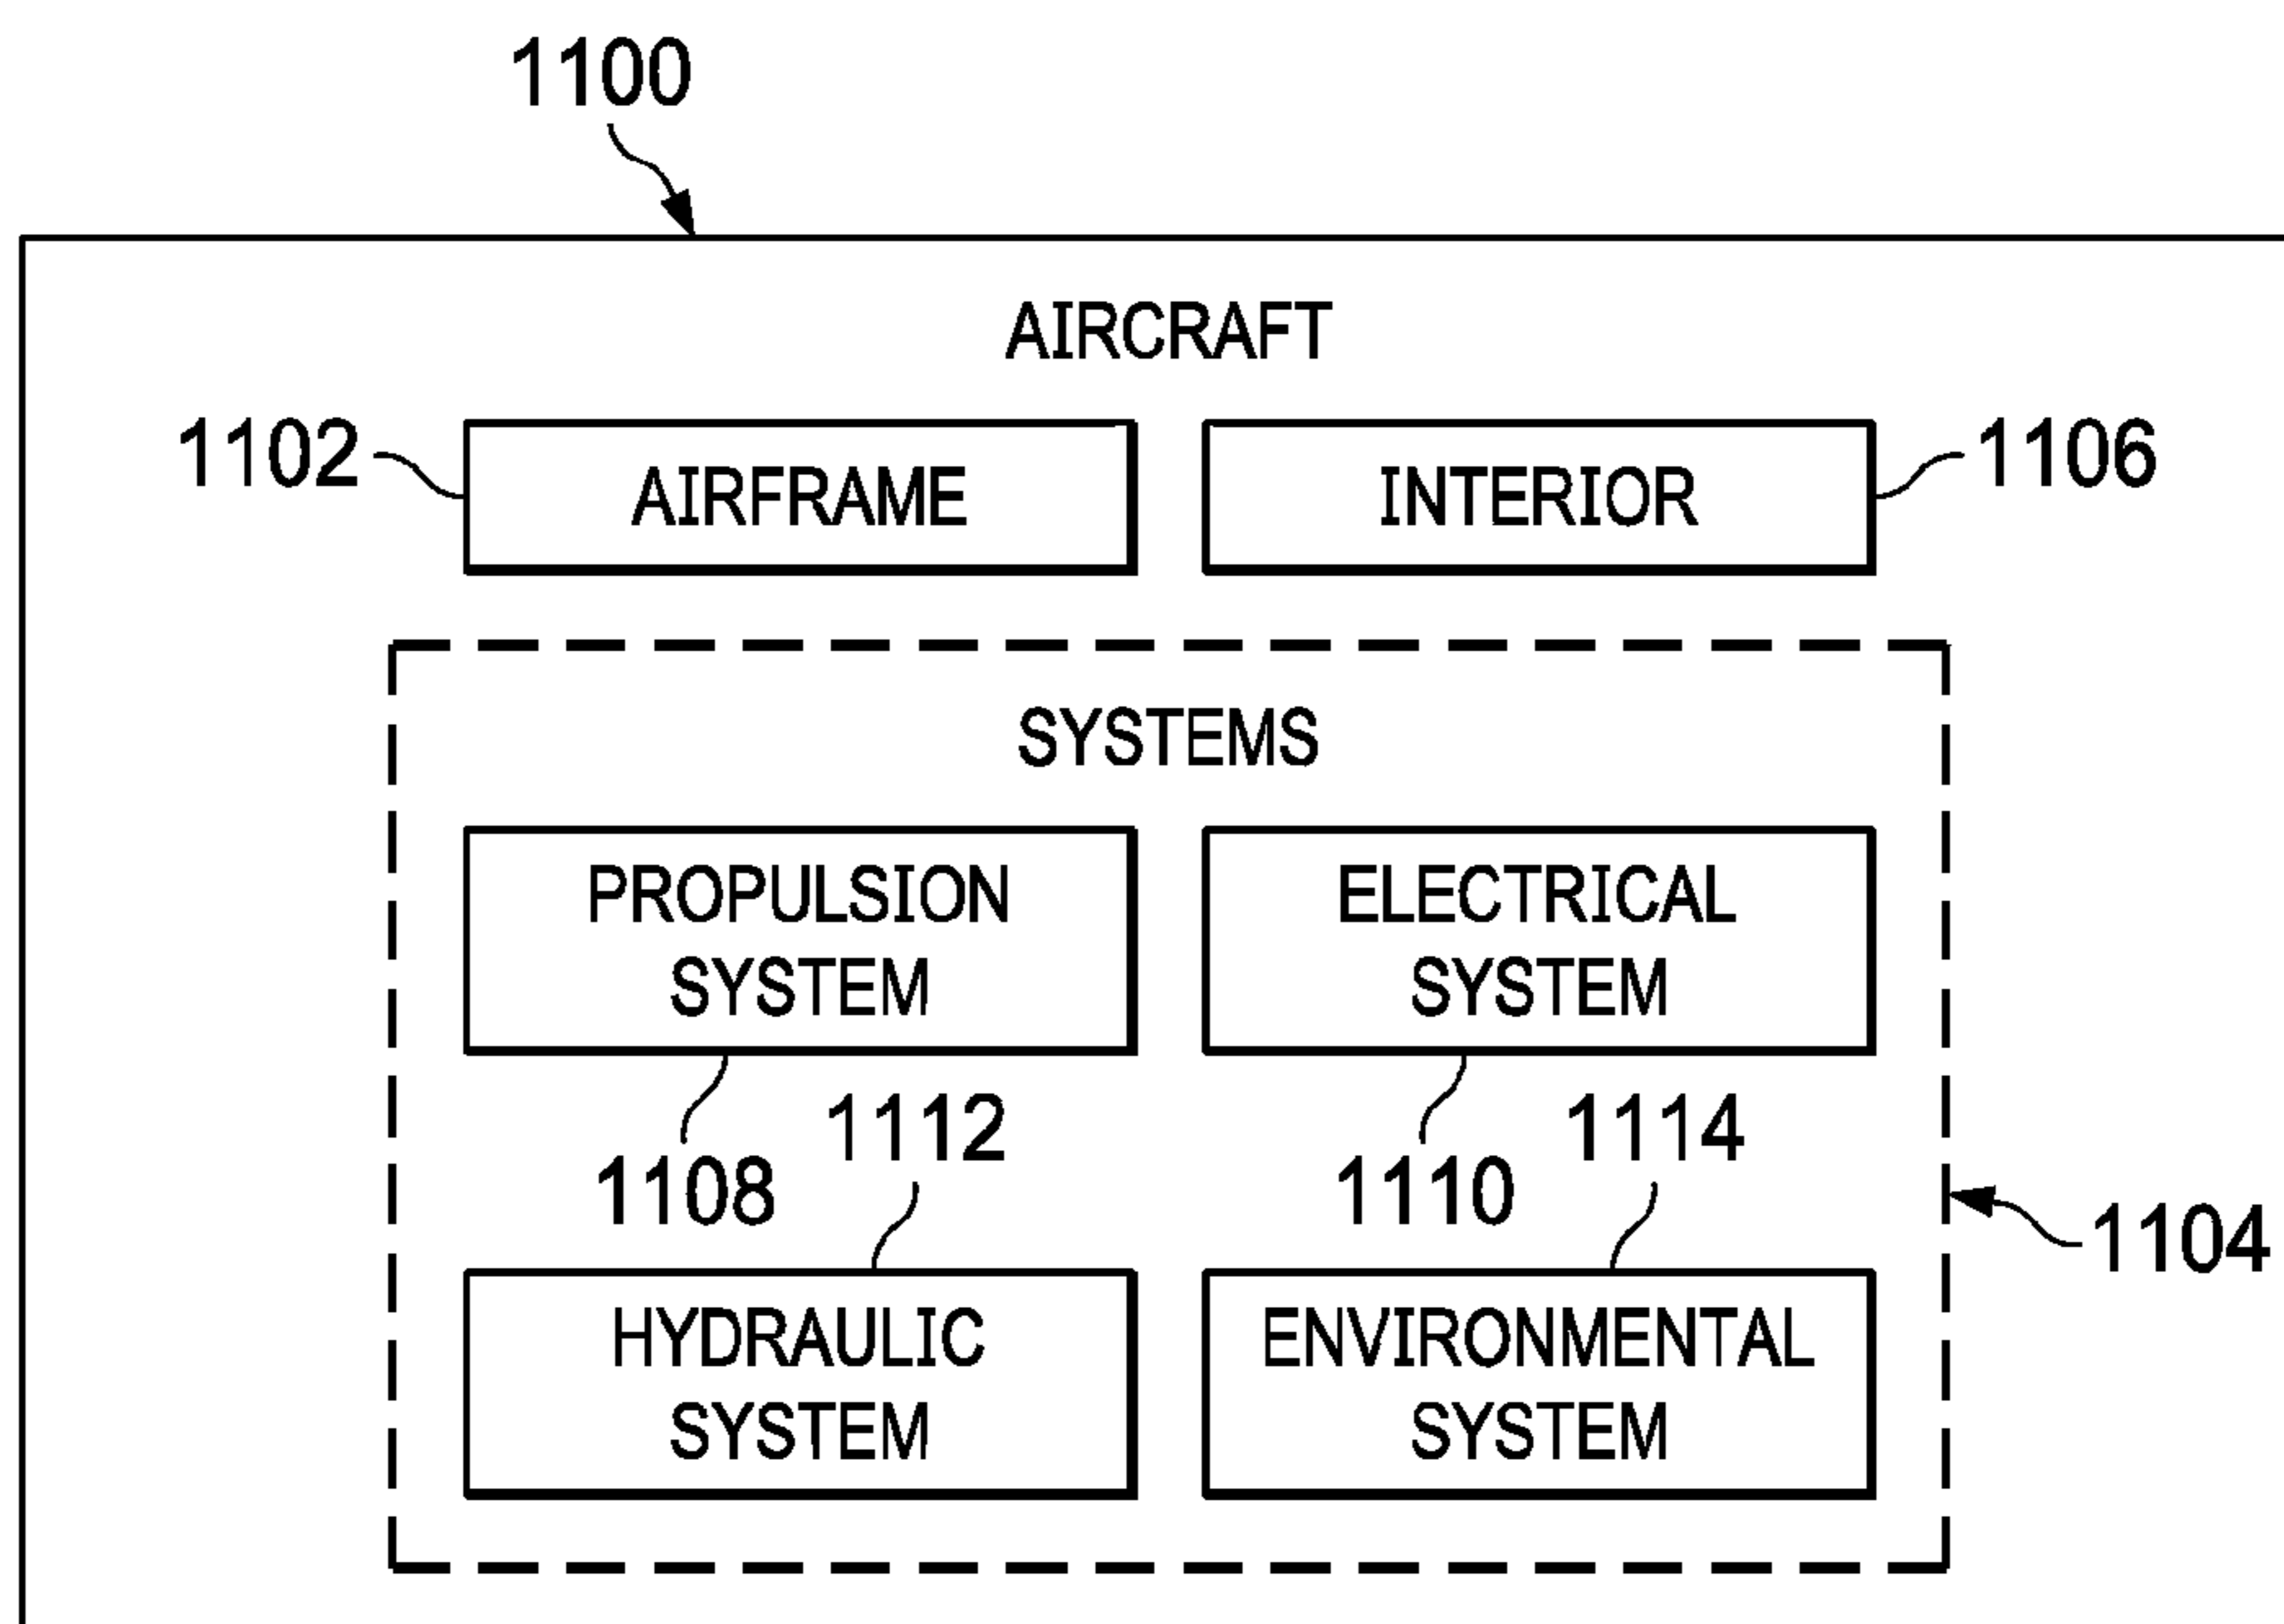 1100
AIRCRAFT
1102
AIRFRAME
INTERIOR
1106
SYSTEMS
PROPULSION
SYSTEM
ELECTRICAL
SYSTEM
1108
1112
1110
1114
1104
HYDRAULIC
SYSTEM
ENVIRONMENTAL
SYSTEM